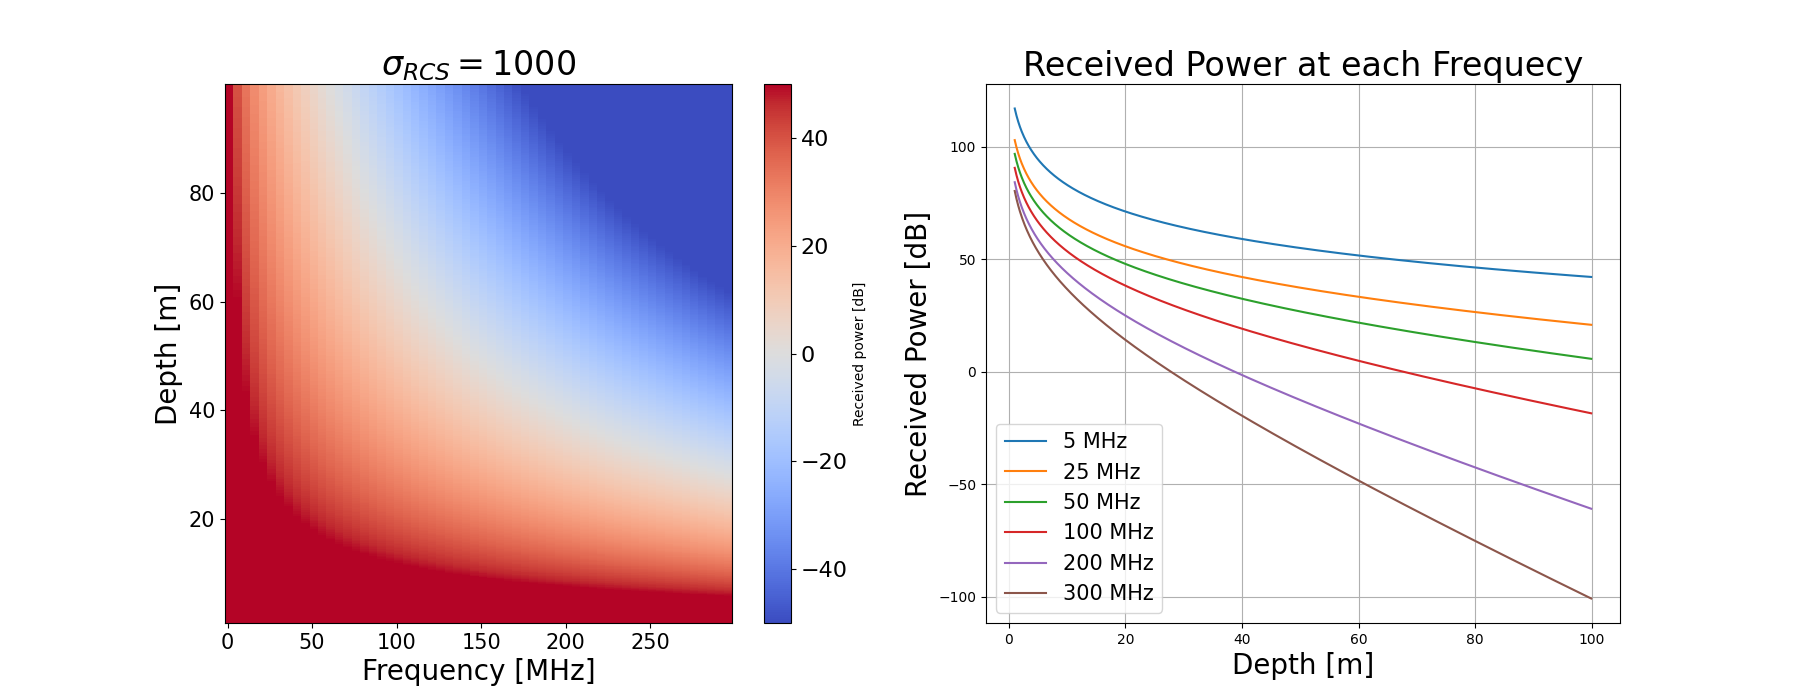 σRCS = 1000
80
60
40
20
0
50
100
150
200
250
Depth [m]
Frequency [MHz]
40
20
0
−20
−40
Received power [dB]
Received Power at each Frequecy
100
50
0
−50
−100
Received Power [dB]
5 MHz
25 MHz
50 MHz
100 MHz
200 MHz
300 MHz
0
20
40
60
80
100
Depth [m]